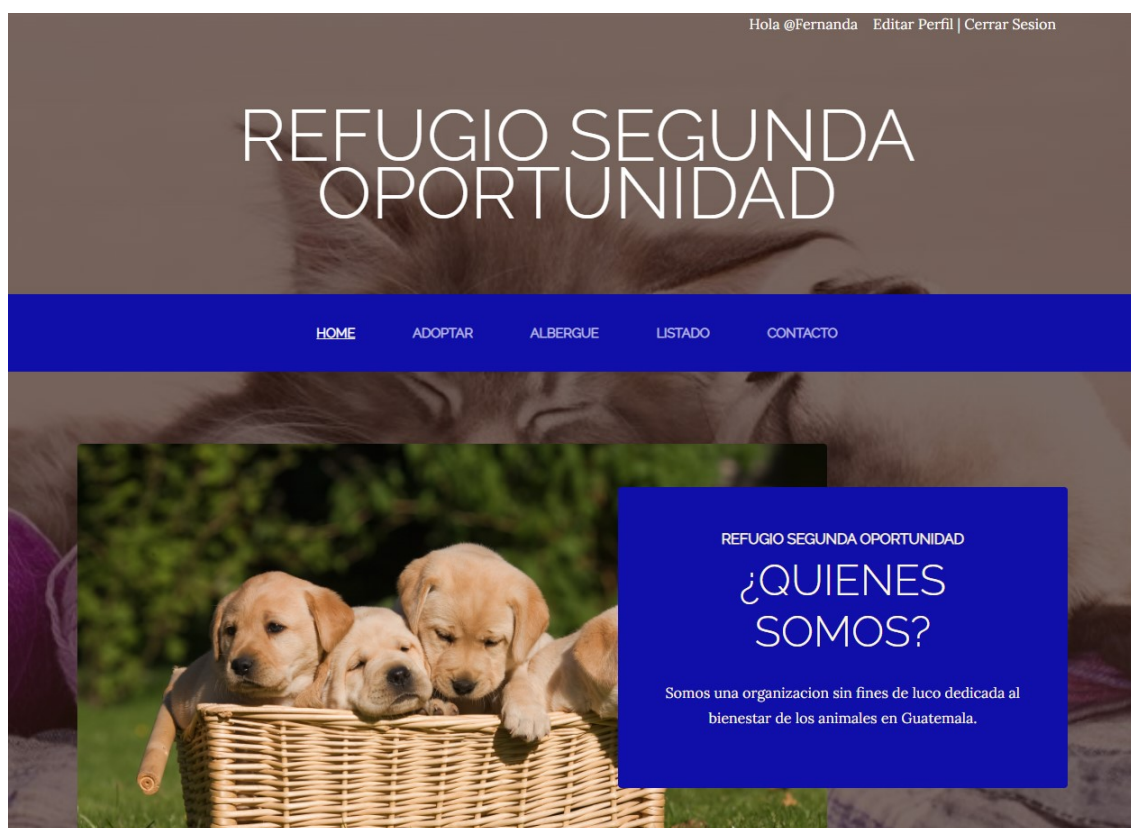 Hola @Fernanda Editar Perfil | Cerrar Sesion
REFUGIO SEGUNDA
OPORTUNIDAD
HOME ADOPTAR ALBERGUE LISTADO CONTACTO
REFUGIO SEGUNDA OPORTUNIDAD
¿QUIENES
SOMOS?
Somos una organizacion sin fines de luco dedicada al
bienestar de los animales en Guatemala.